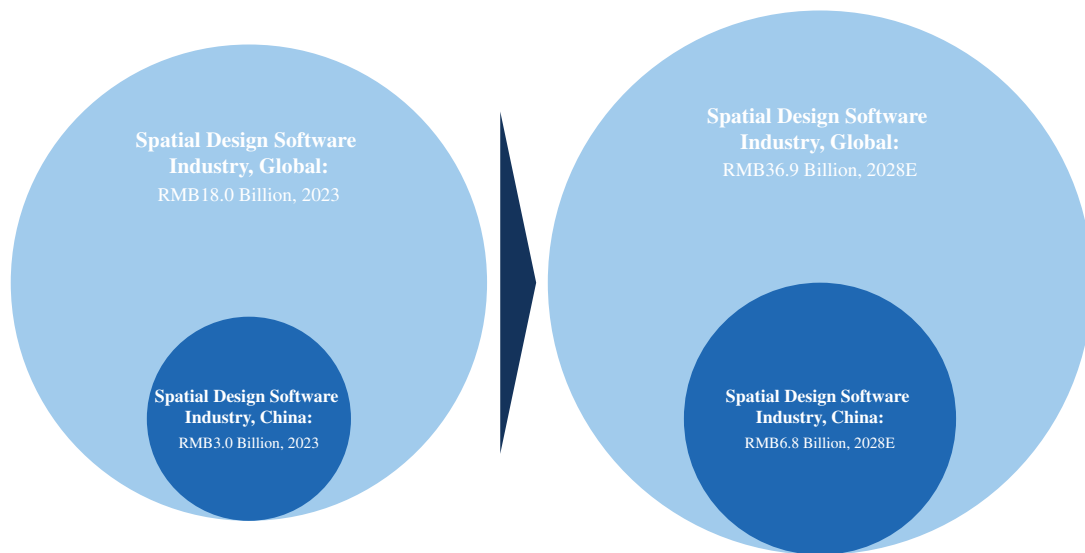 Spatial Design Software
Industry, Global:
RMB18.0 Billion, 2023
Spatial Design Software
Industry, China:
RMB3.0 Billion, 2023
Spatial Design Software
Industry, Global:
RMB36.9 Billion, 2028E
Spatial Design Software
Industry, China:
RMB6.8 Billion, 2028E